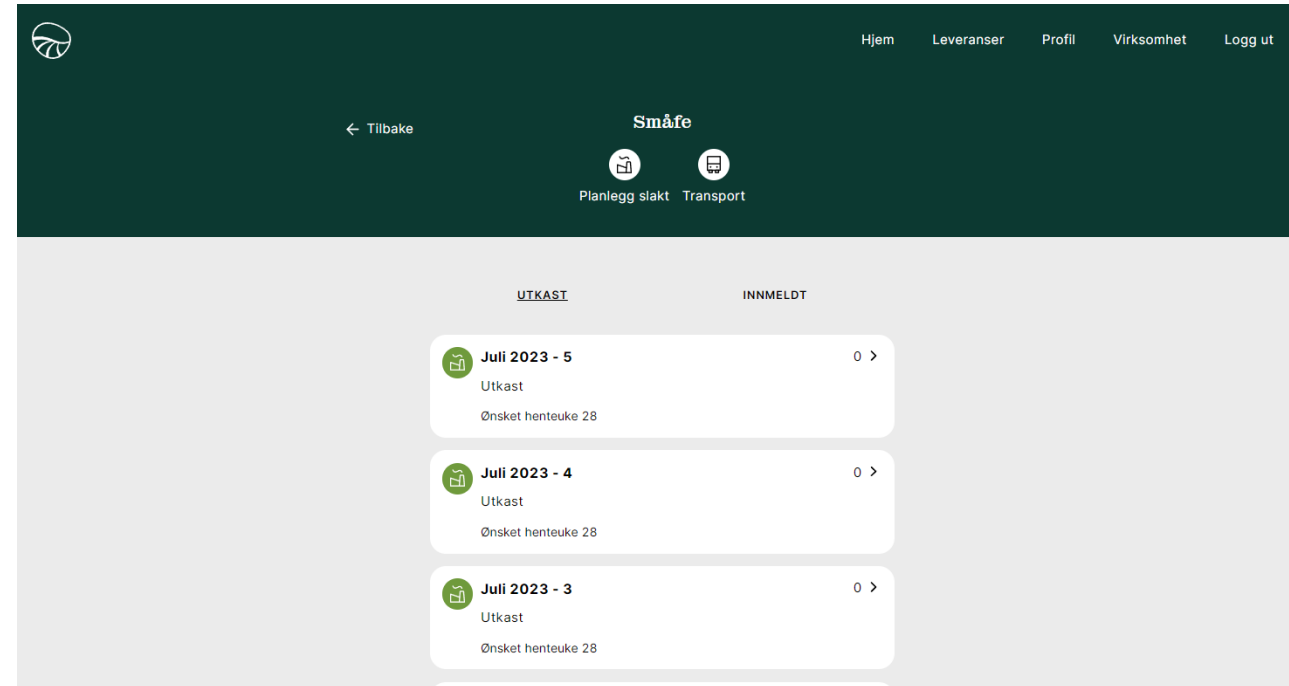 Hjem Leveranser Profil Virksomhet Logg ut
← Tilbake
Småfe
Planlegg slakt Transport
UTKAST INNMELDT
Juli 2023 - 5 0 >
Utkast
Ønsket henteuke 28
Juli 2023 - 4 0 >
Utkast
Ønsket henteuke 28
Juli 2023 - 3 0 >
Utkast
Ønsket henteuke 28